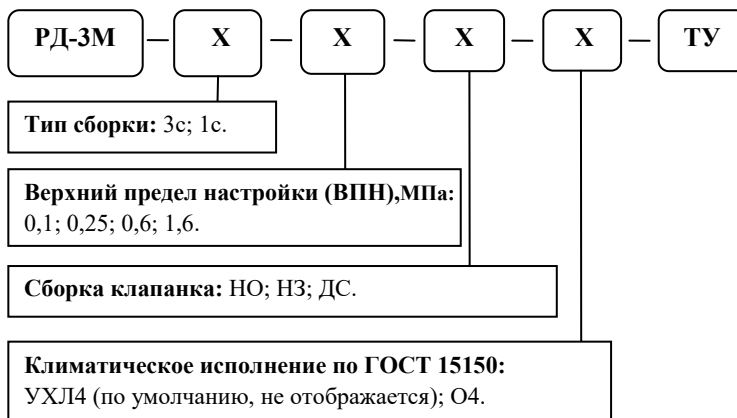 РД-3М – Х – Х – Х – Х – ТУ
Тип сборки: 3с; 1с.
Верхний предел настройки (ВПН),МПа:
0,1; 0,25; 0,6; 1,6.
Сборка клапанка: НО; НЗ; ДС.
Климатическое исполнение по ГОСТ 15150:
УХЛ4 (по умолчанию, не отображается); О4.